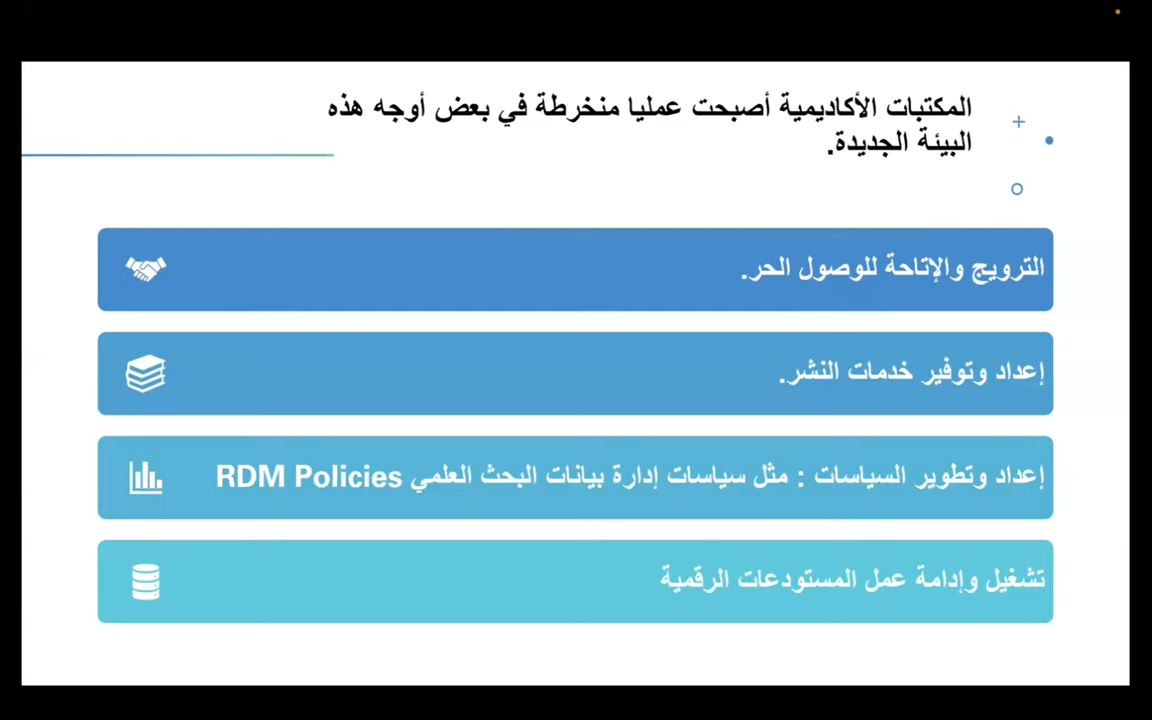 المكتبات الأكاديمية أصبحت عمليا منخرطة في بعض أوجه هذه
البيئة الجديدة.
الترويج والإتاحة للوصول الحر.
إعداد وتوفير خدمات النشر.
إعداد وتطوير السياسات : مثل سياسات إدارة بيانات البحث العلمي RDM Policies
تشغيل وإدامة عمل المستودعات الرقمية